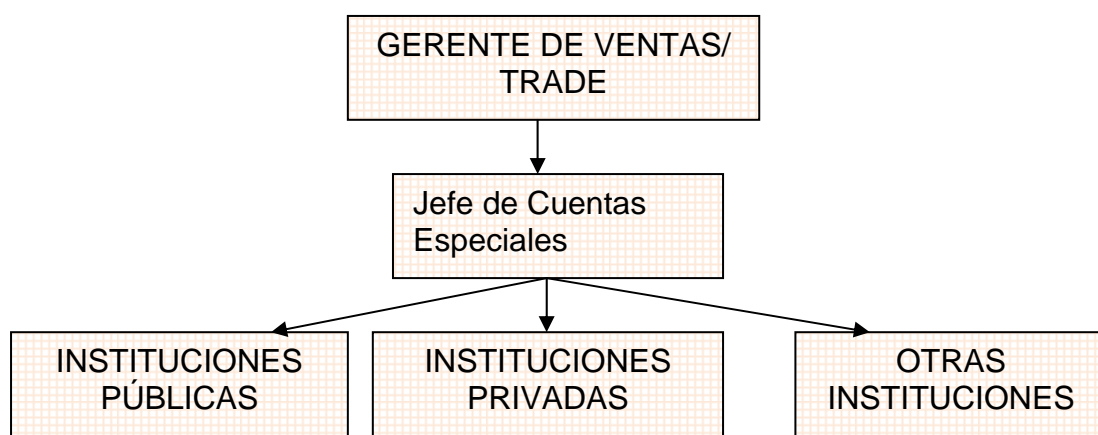 GERENTE DE VENTAS/
TRADE
Jefe de Cuentas
Especiales
INSTITUCIONES
PÚBLICAS
INSTITUCIONES
PRIVADAS
OTRAS
INSTITUCIONES